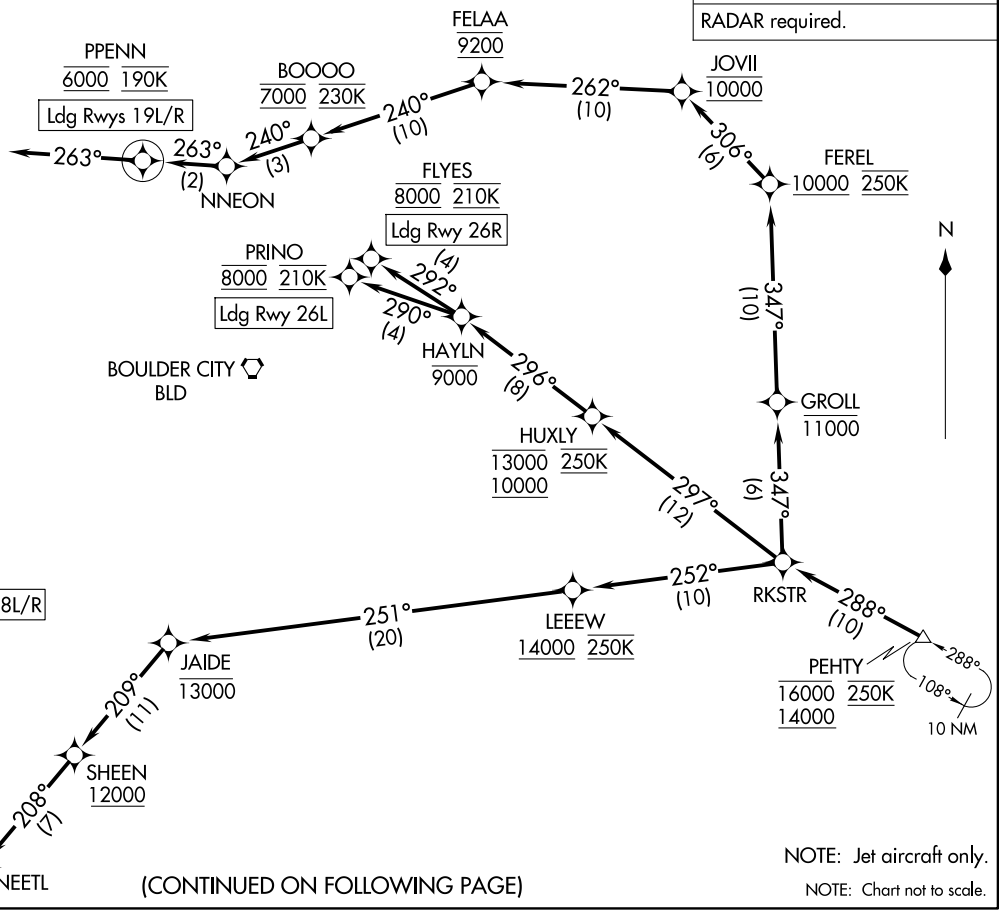 RADAR required.
FELAA
9200
PPENN
6000 190K
Ldg Rwys 19L/R
BOOOO
7000 230K
JOVII
10000
262°
(10)
240°
(10)
240°
(3)
263°
263°
(2)
NNEON
306°
(6)
FEREL
10000 250K
FLYES
8000 210K
Ldg Rwy 26R
(4)
292°
PRINO
8000 210K
Ldg Rwy 26L
290°
(4)
N
347°
(10)
HAYLN
9000
BOULDER CITY
BLD
296°
(8)
GROLL
11000
HUXLY
13000 250K
10000
297°
(12)
347°
(6)
RKSTR
252°
(10)
288°
(10)
8L/R
251°
(20)
LEEEW
14000 250K
JAIDE
13000
PEHTY
16000 250K
14000
288°
108°
10 NM
209°
(11)
SHEEN
12000
208°
(7)
NEETL
(CONTINUED ON FOLLOWING PAGE)
NOTE: Jet aircraft only.
NOTE: Chart not to scale.